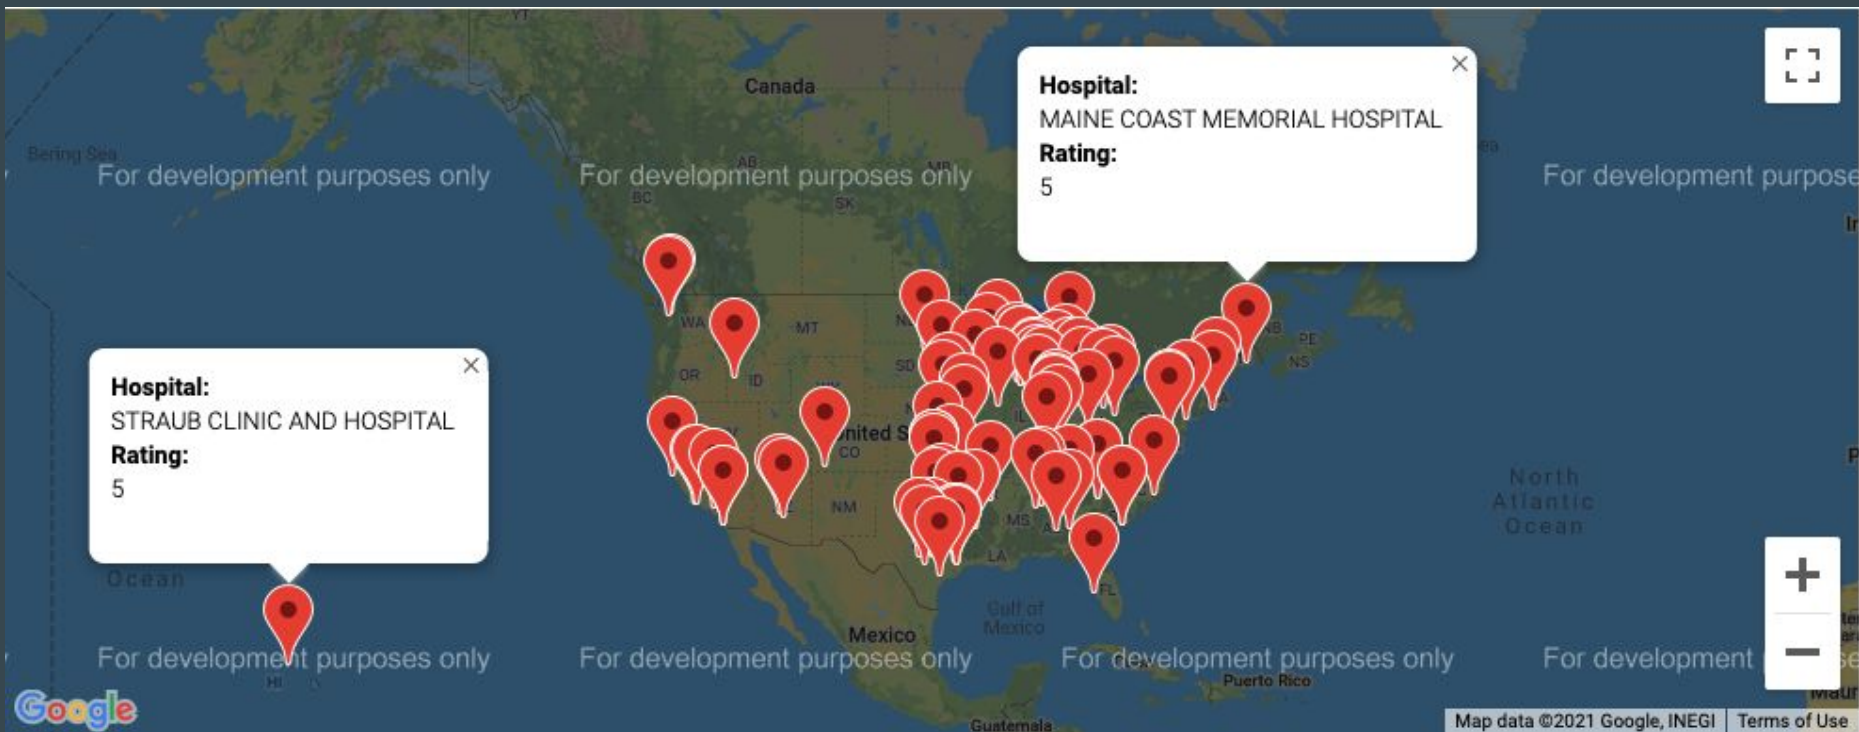 YT
Canada
Hospital:
MAINE COAST MEMORIAL HOSPITAL
Rating:
5
Bering Sea
For development purposes only
AB
For development purposes only
MB
For development purpose
BC
SK
WA
MT
NB
PE
NS
OR
ID
SD
Hospital:
STRAUB CLINIC AND HOSPITAL
Rating:
5
United S
CO
NM
MS
LA
FL
North
Atlantic
Ocean
Ocean
Gulf of
Mexico
Mexico
For development purposes only
For development purposes only
For development purposes only
For development
HI
Puerto Rico
Google
Guatemala
Map data ©2021 Google, INEGI
Terms of Use